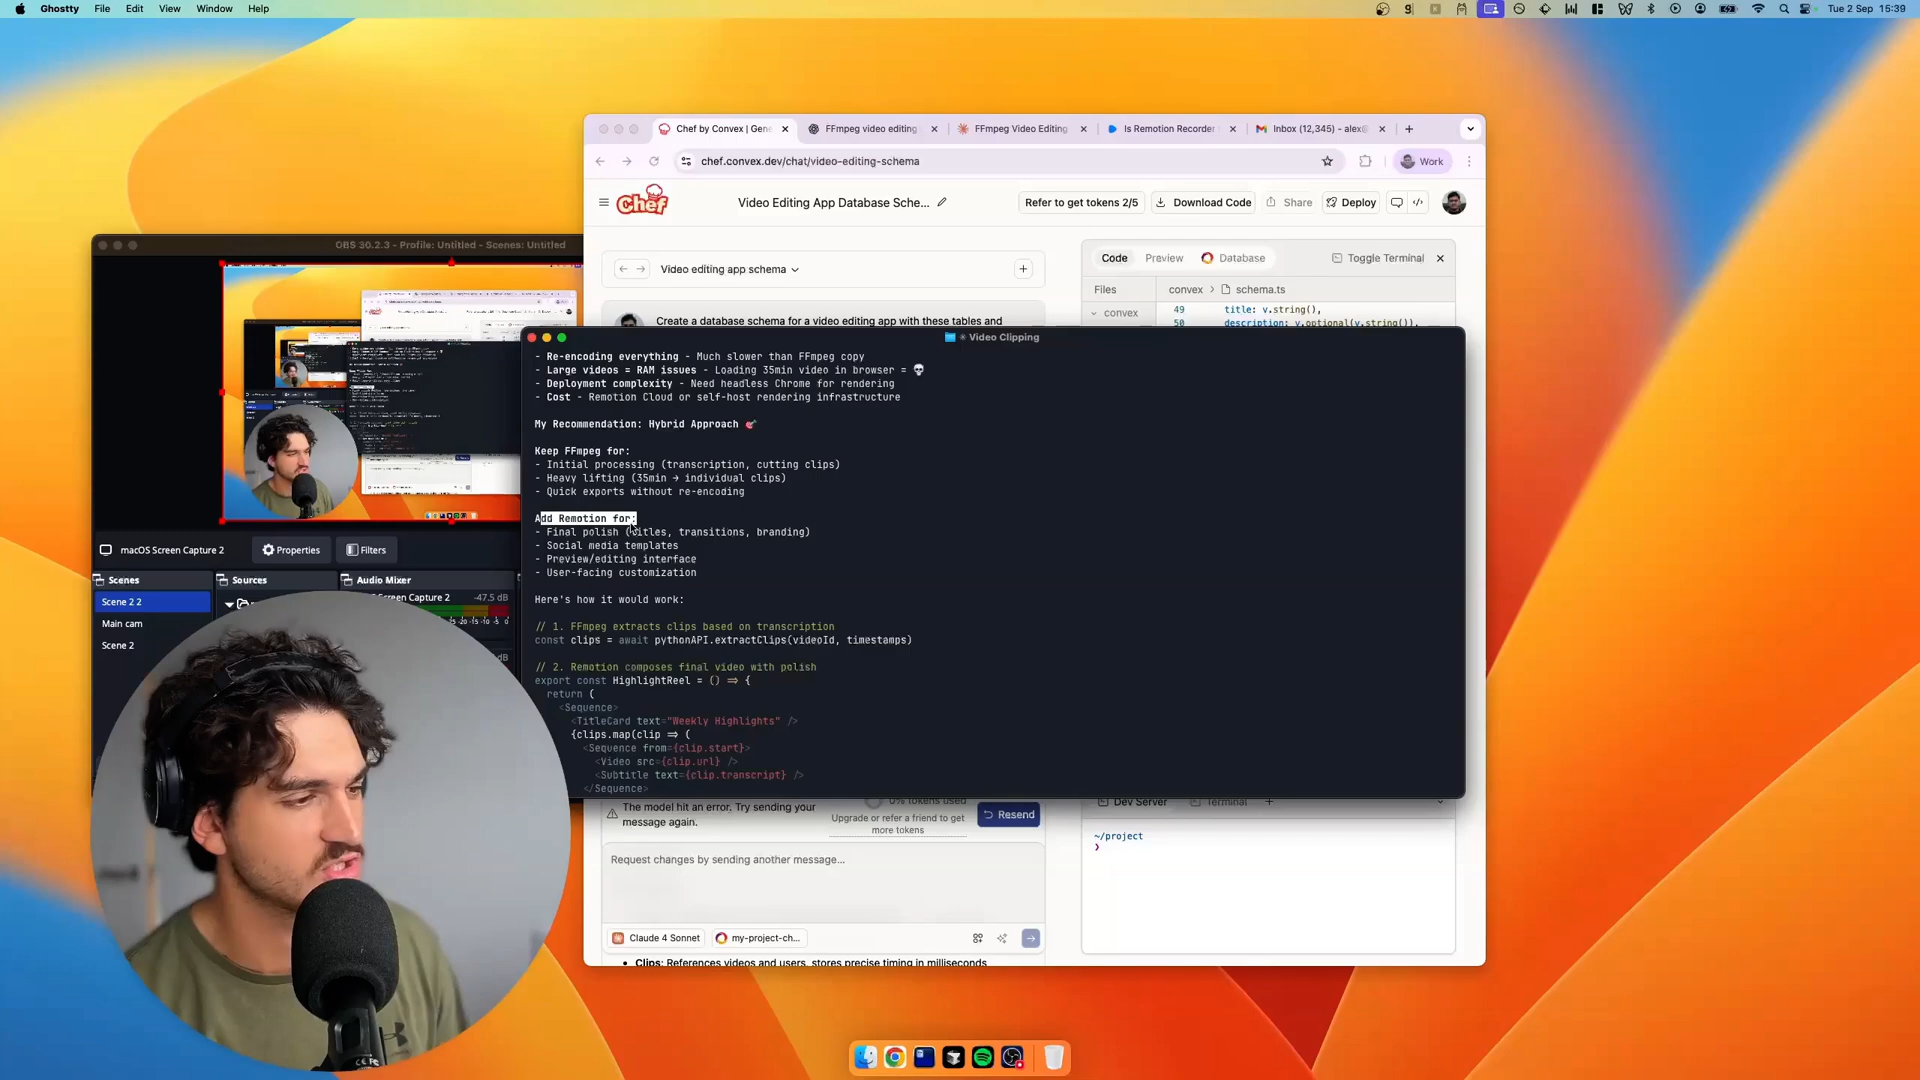 Ghostty File Edit View Window Help
Tue 2 Sep 15:39
Chef by Convex | Gene
FFmpeg video editing
FFmpeg Video Editing
Is Remotion Recorder
Inbox (12,345) - alex@
chef.convex.dev/chat/video-editing-schema
Work
Chef
Video Editing App Database Sche...
Refer to get tokens 2/5
Download Code
Share
Deploy
OBS 30.2.3 - Profile: Untitled - Scenes: Untitled
Video editing app schema
Code Preview Database
Toggle Terminal
Files
convex > schema.ts
convex
49 title: v.string(),
50 description: v.optional(v.string()),
Create a database schema for a video editing app with these tables and
Video Clipping
- Re-encoding everything - Much slower than FFmpeg copy
- Large videos = RAM issues - Loading 35min video in browser = 💀
- Deployment complexity - Need headless Chrome for rendering
- Cost - Remotion Cloud or self-host rendering infrastructure
My Recommendation: Hybrid Approach 🎯
Keep FFmpeg for:
- Initial processing (transcription, cutting clips)
- Heavy lifting (35min → individual clips)
- Quick exports without re-encoding
Add Remotion for:
- Final polish (titles, transitions, branding)
- Social media templates
- Preview/editing interface
- User-facing customization
Here's how it would work:
// 1. FFmpeg extracts clips based on transcription
const clips = await pythonAPI.extractClips(videoId, timestamps)
// 2. Remotion composes final video with polish
export const HighlightReel = () => {
return (
<Sequence>
<TitleCard text="Weekly Highlights" />
{clips.map(clip => (
<Sequence from={clip.start}>
<Video src={clip.url} />
<Subtitle text={clip.transcript} />
</Sequence>
macOS Screen Capture 2
Properties
Filters
Scenes
Sources
Audio Mixer
Scene 2 2
Main cam
Scene 2
Screen Capture 2 -47.5 dB
The model hit an error. Try sending your
message again.
0% tokens used
Upgrade or refer a friend to get
more tokens
Resend
Request changes by sending another message...
Claude 4 Sonnet
my-project-ch...
Clips: References videos and users, stores precise timing in milliseconds
Dev Server
Terminal
~/project